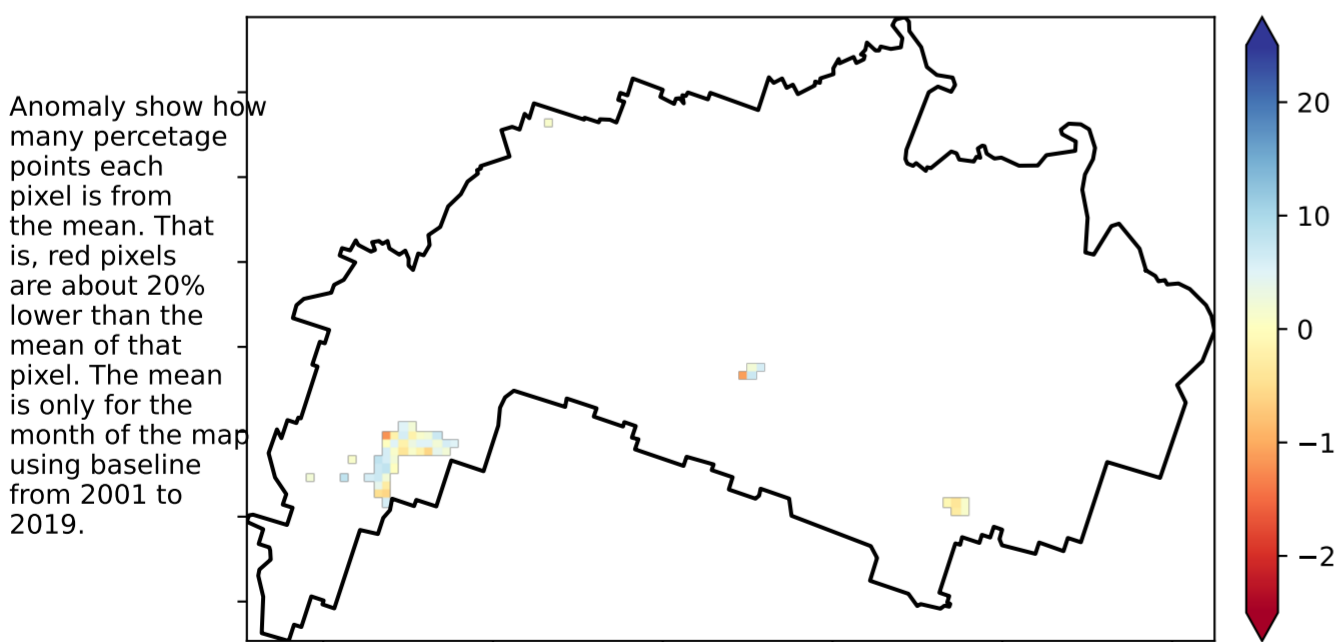 Anomaly show how
many percetage
points each
pixel is from
the mean. That
is, red pixels
are about 20%
lower than the
mean of that
pixel. The mean
is only for the
month of the map
using baseline
from 2001 to
2019.
20
10
0
−1
−2